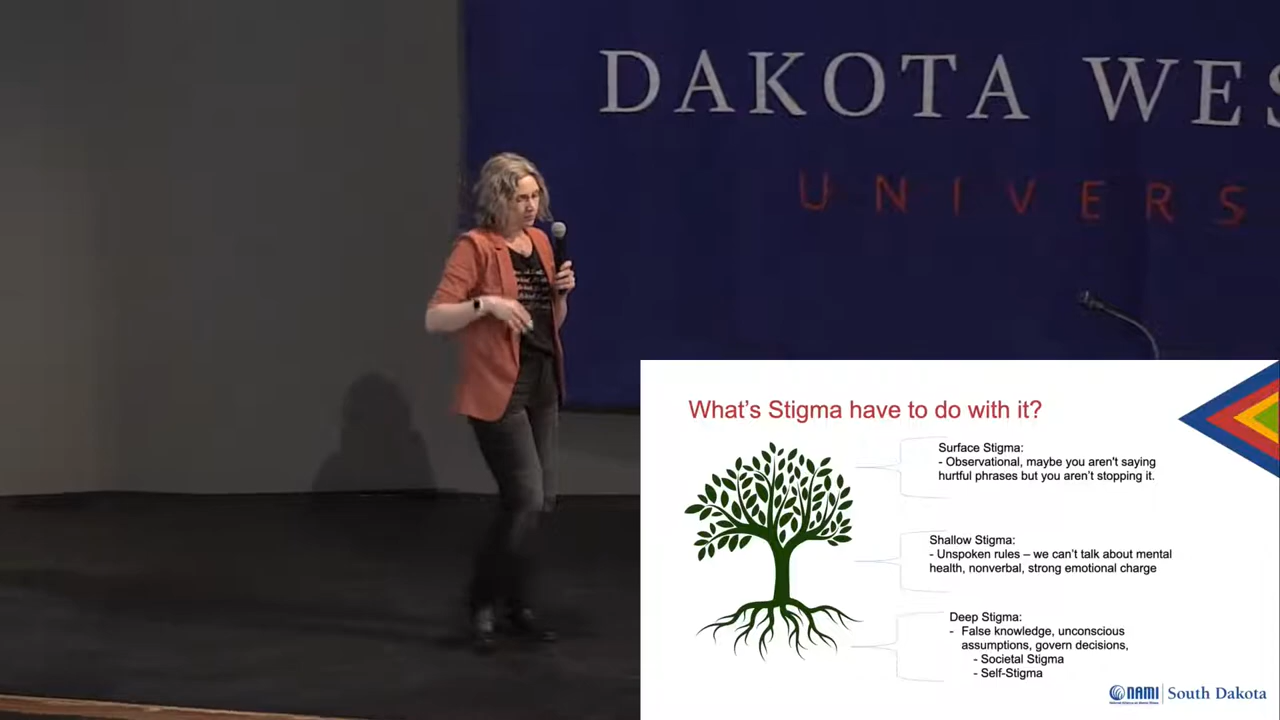 DAKOTA WES
UNIVERS
What's Stigma have to do with it?
Surface Stigma:
- Observational, maybe you aren't saying
hurtful phrases but you aren't stopping it.
Shallow Stigma:
- Unspoken rules – we can't talk about mental
health, nonverbal, strong emotional charge
Deep Stigma:
- False knowledge, unconscious
assumptions, govern decisions,
- Societal Stigma
- Self-Stigma
NAMI South Dakota